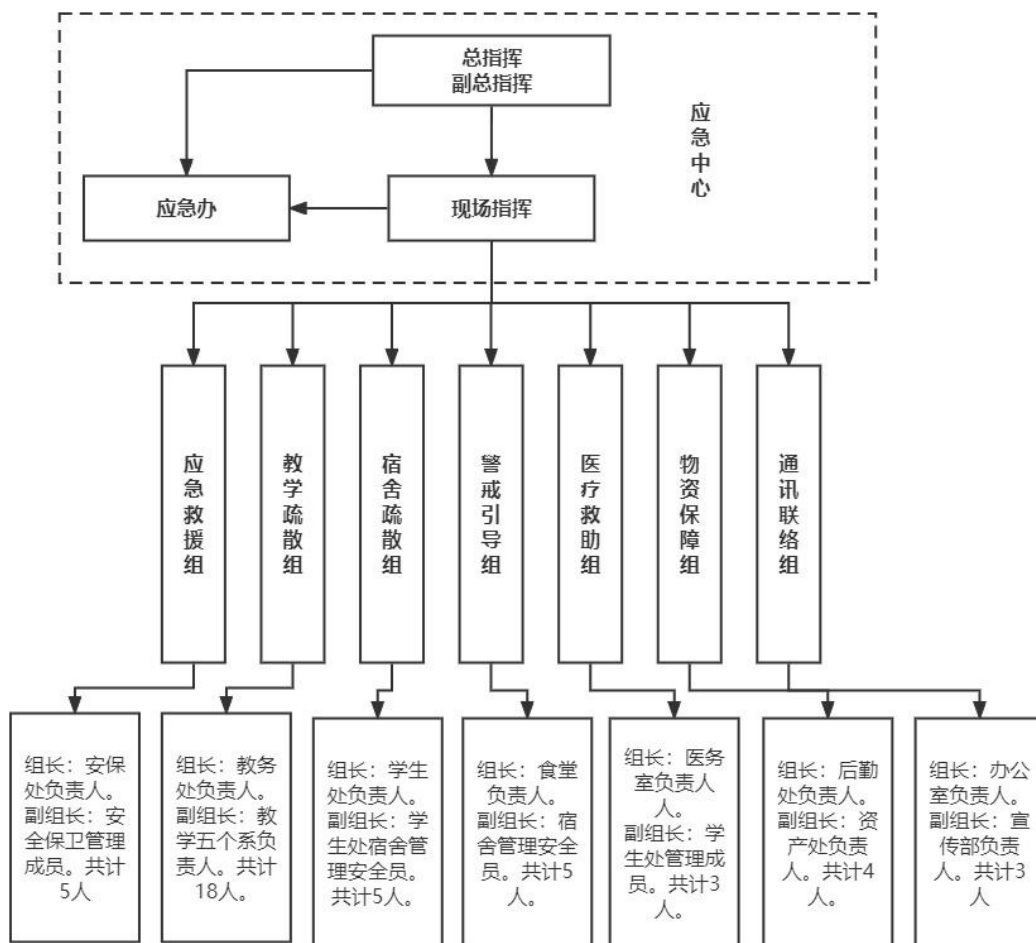 总指挥
副总指挥
应急中心
应急办
现场指挥
应急救援组
教学疏散组
宿舍疏散组
警戒引导组
医疗救助组
物资保障组
通讯联络组
组长：安保
处负责人。
副组长：安
全保卫管理
成员。共计
5人
组长：教务
处负责人。
副组长：教
学五个系负
责人。共计
18人。
组长：学生
处负责人。
副组长：学
生处宿舍管
理安全员。
共计5人。
组长：食堂
负责人。
副组长：宿
舍管理安全
员。共计5
人。
组长：医务
室负责人人
人。
副组长：学
生处管理成
员。共计3
人。
组长：后勤
处负责人。
副组长：资
产处负责
人。共计4
人。
组长：办公
室负责人。
副组长：宣
传部负责
人。共计3
人